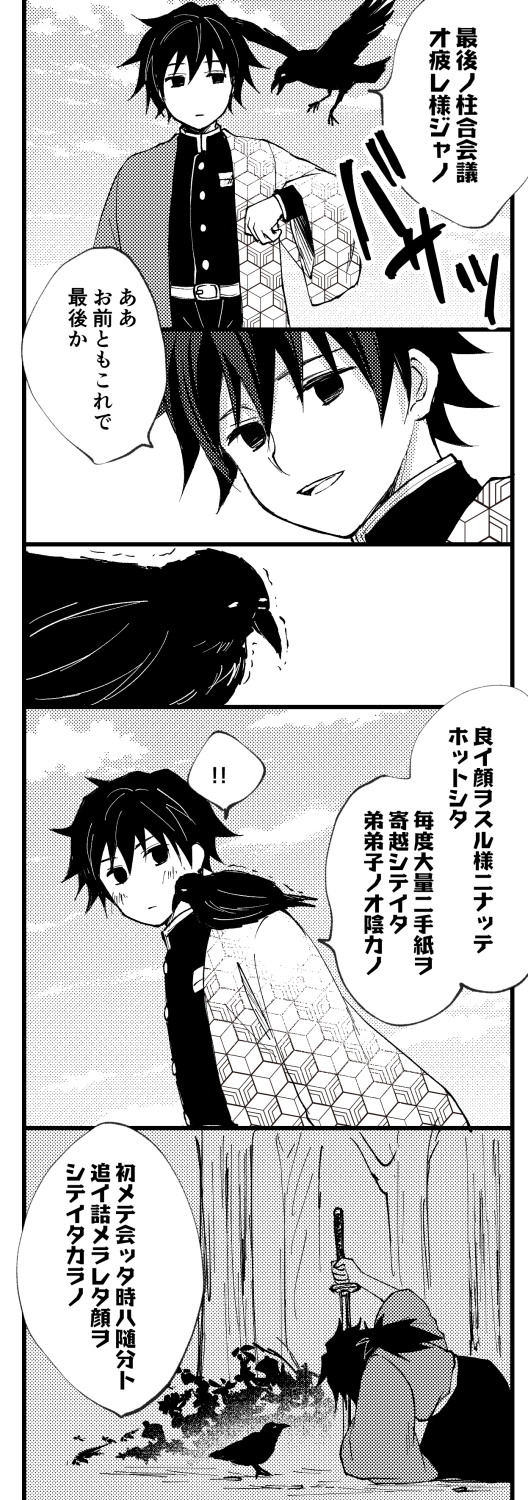 最後ノ柱合会議
オ疲レ様ジャノ
バサッ
ああ
お前ともこれで
最後か
良イ顔ヲスル様ニナッテ
ホットシタ
毎度大量ニ手紙ヲ
寄越シテイタ
弟弟子ノオ陰カノ
!!
初メテ会ッタ時ハ随分ト
追イ詰メラレタ顔ヲ
シテイタカラノ